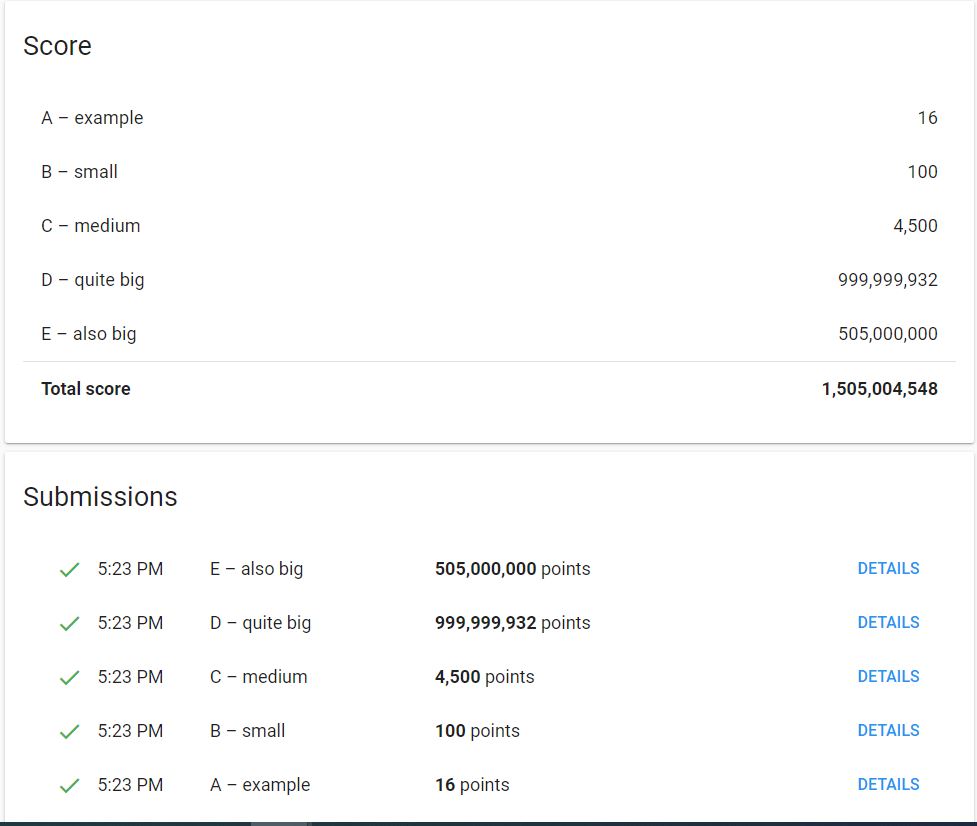 Score
A – example 16
B – small 100
C – medium 4,500
D – quite big 999,999,932
E – also big 505,000,000
Total score 1,505,004,548
Submissions
5:23 PM E – also big 505,000,000 points DETAILS
5:23 PM D – quite big 999,999,932 points DETAILS
5:23 PM C – medium 4,500 points DETAILS
5:23 PM B – small 100 points DETAILS
5:23 PM A – example 16 points DETAILS